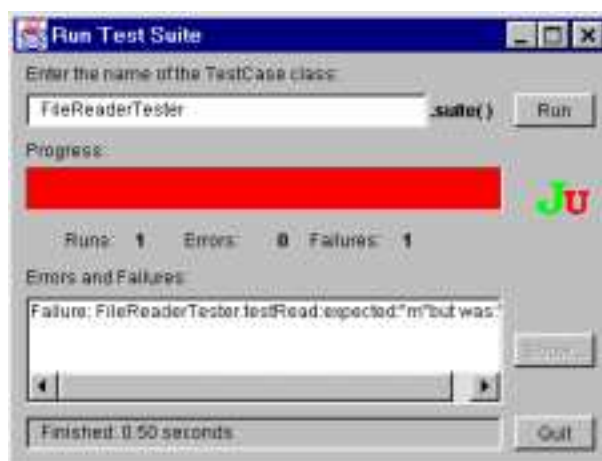 Run Test Suite
Enter the name of the TestCase class:
FileReaderTester .suite() Run
Progress:
JU
Runs: 1 Errors: 0 Failures: 1
Errors and Failures:
Failure: FileReaderTester.testRead:expected:"m"but was:"
Finished: 0.50 seconds
Quit